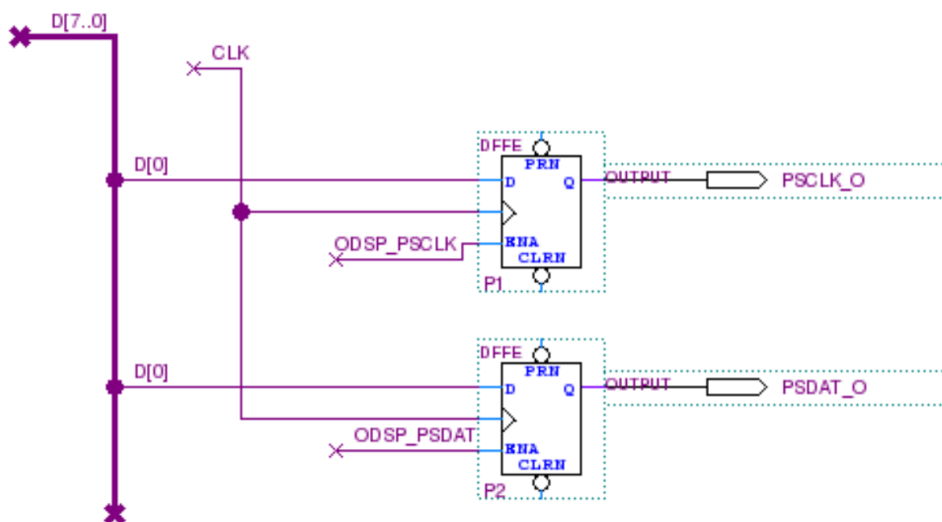 D[7..0]
CLK
DFFE
PRN
D[0]
D Q OUTPUT PSCLK_O
ODSP_PSCLK ENA
CLRN
P1
DFFE
PRN
D[0]
D Q OUTPUT PSDAT_O
ODSP_PSDAT ENA
CLRN
P2